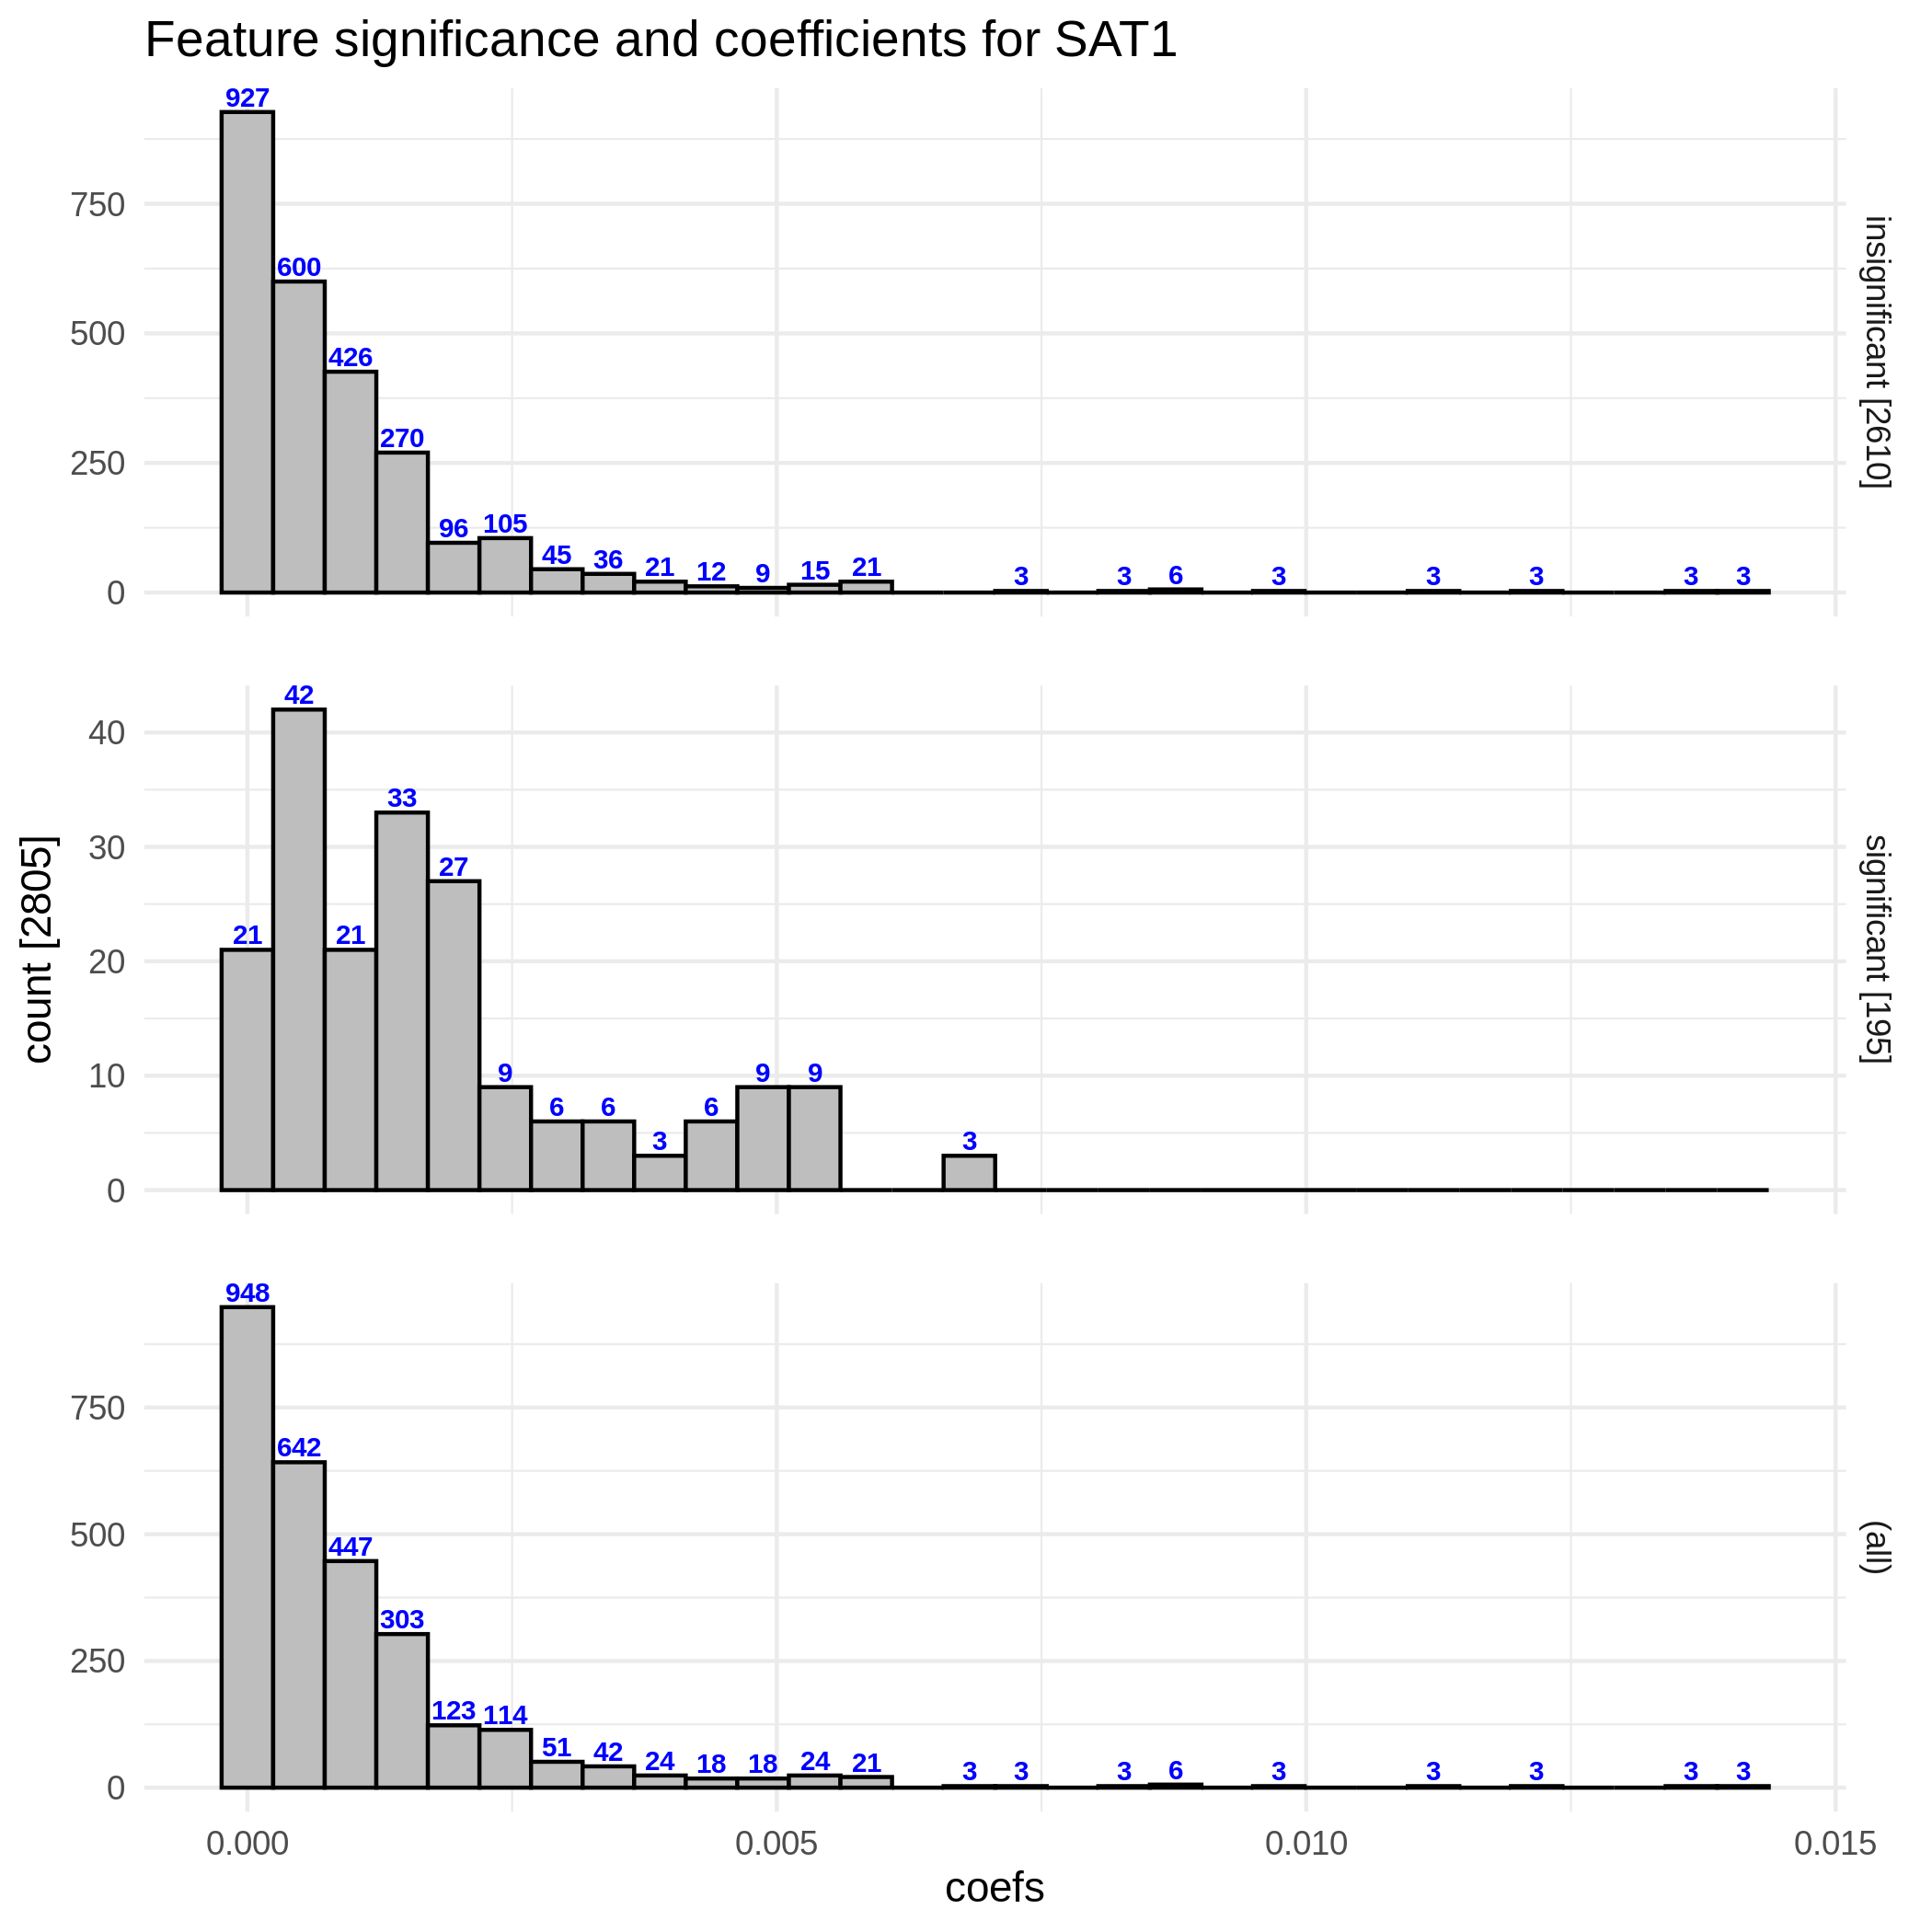 Feature significance and coefficients for SAT1
927
600
426
270
96 105
45 36 21 12 9 15 21 3 3 6 3 3 3 3 3
750
500
250
0
insignificant [2610]
42
33
27
21 21
9 6 6 3 6 9 9 3
40
30
20
10
0
significant [195]
count [2805]
948
642
447
303
123 114
51 42 24 18 18 24 21 3 3 3 6 3 3 3 3 3
750
500
250
0
(all)
0.000 0.005 0.010 0.015
coefs